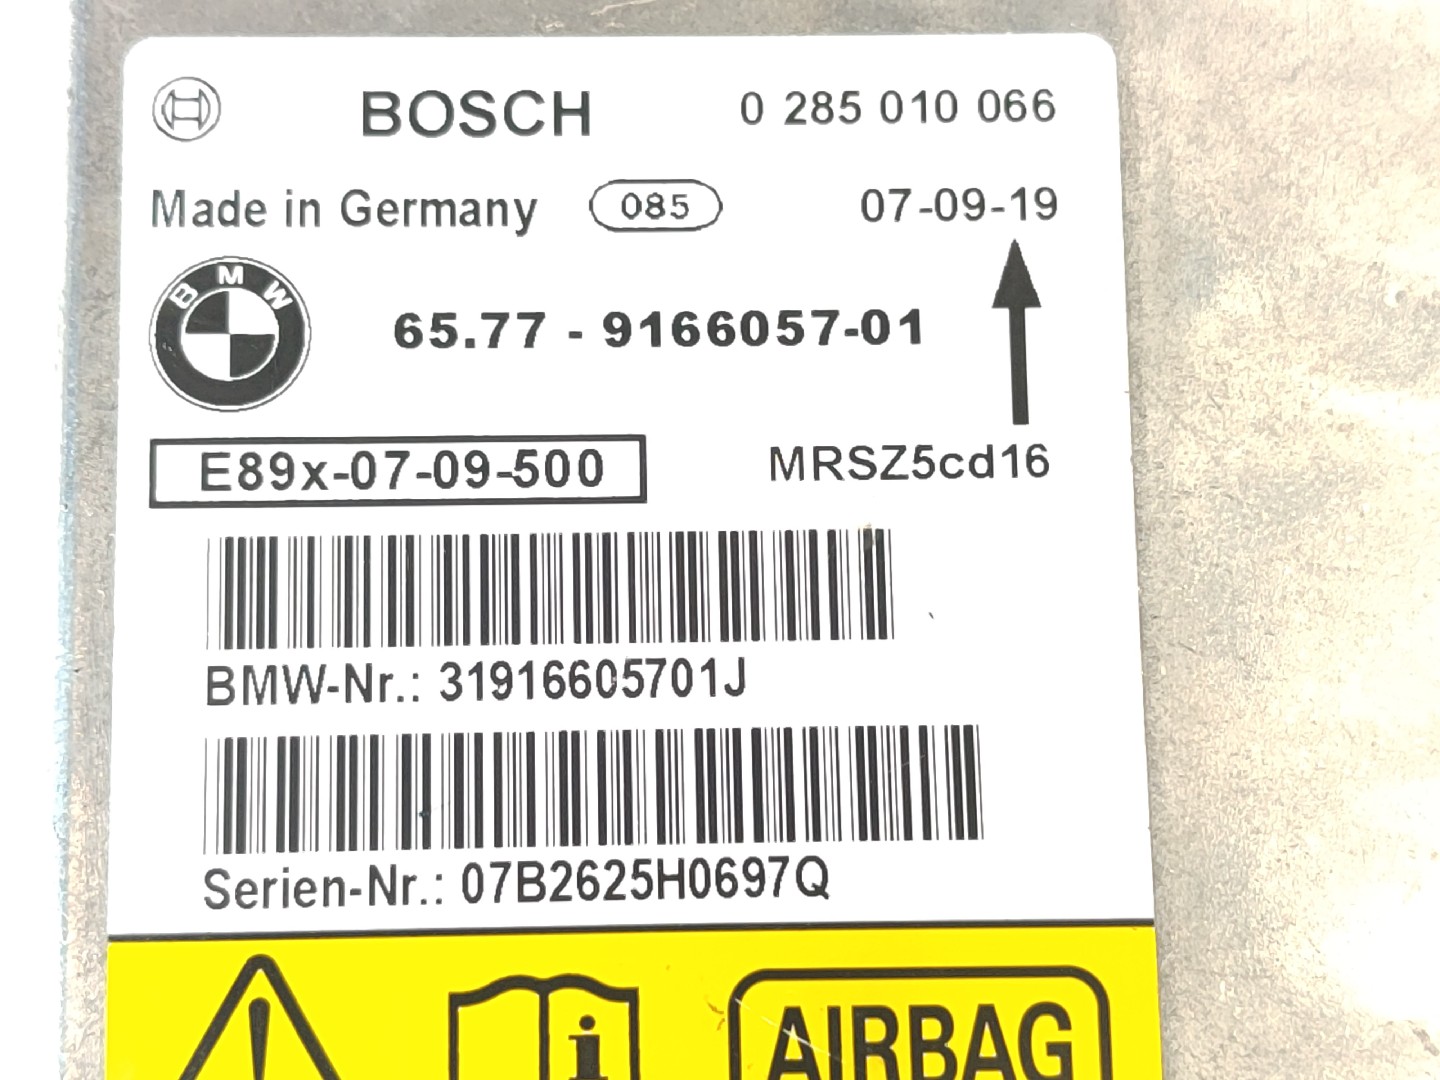 BOSCH 0 285 010 066
Made in Germany 085 07-09-19
BMW
65.77 - 9166057-01
E89x-07-09-500 MRSZ5cd16
BMW-Nr.: 31916605701J
Serien-Nr.: 07B2625H0697Q
AIRBAG